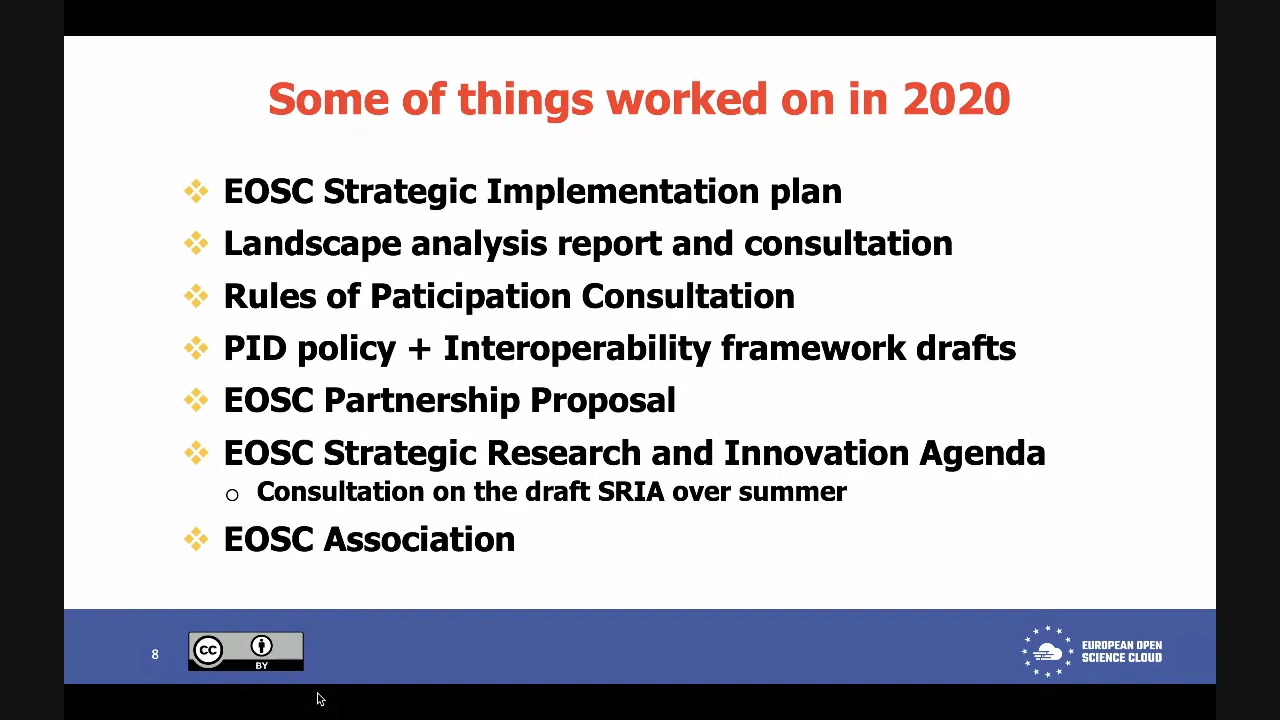 Some of things worked on in 2020
EOSC Strategic Implementation plan
Landscape analysis report and consultation
Rules of Paticipation Consultation
PID policy + Interoperability framework drafts
EOSC Partnership Proposal
EOSC Strategic Research and Innovation Agenda
Consultation on the draft SRIA over summer
EOSC Association
8
CC
BY
EUROPEAN OPEN
SCIENCE CLOUD